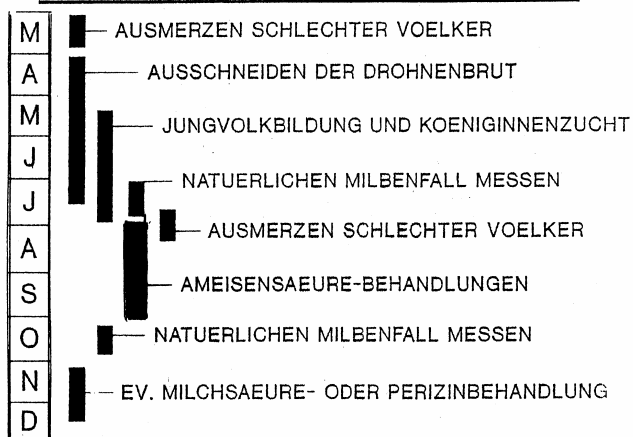 M AUSMERZEN SCHLECHTER VOELKER
A AUSSCHNEIDEN DER DROHNENBRUT
M JUNGVOLKBILDUNG UND KOENIGINNENZUCHT
J
NATUERLICHEN MILBENFALL MESSEN
J
AUSMERZEN SCHLECHTER VOELKER
A
S AMEISENSAEURE-BEHANDLUNGEN
O NATUERLICHEN MILBENFALL MESSEN
N EV. MILCHSAEURE- ODER PERIZINBEHANDLUNG
D